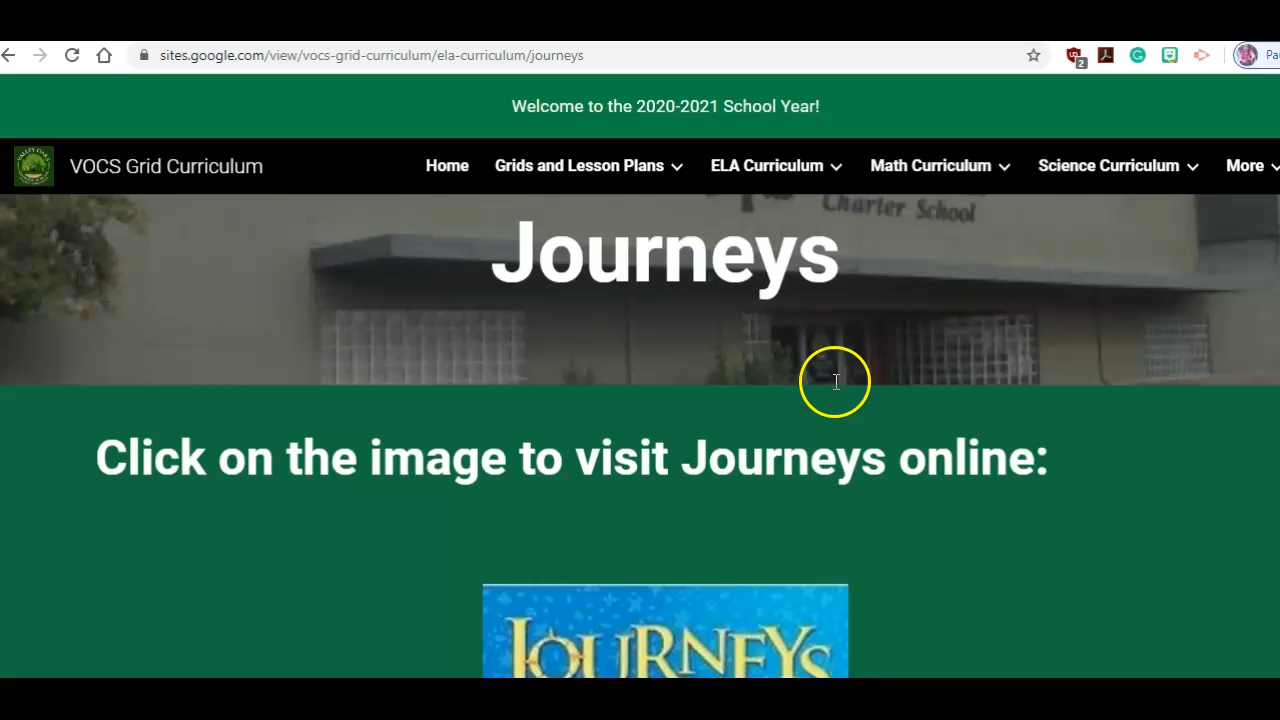 sites.google.com/view/vocs-grid-curriculum/ela-curriculum/journeys
2
Welcome to the 2020-2021 School Year!
VOCS Grid Curriculum
Home
Grids and Lesson Plans
ELA Curriculum
Math Curriculum
Science Curriculum
More
Charter School
Journeys
Click on the image to visit Journeys online:
JOURNEYS